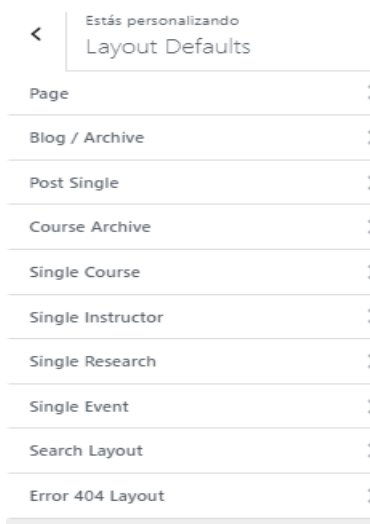 Estás personalizando
Layout Defaults
Page
Blog / Archive
Post Single
Course Archive
Single Course
Single Instructor
Single Research
Single Event
Search Layout
Error 404 Layout